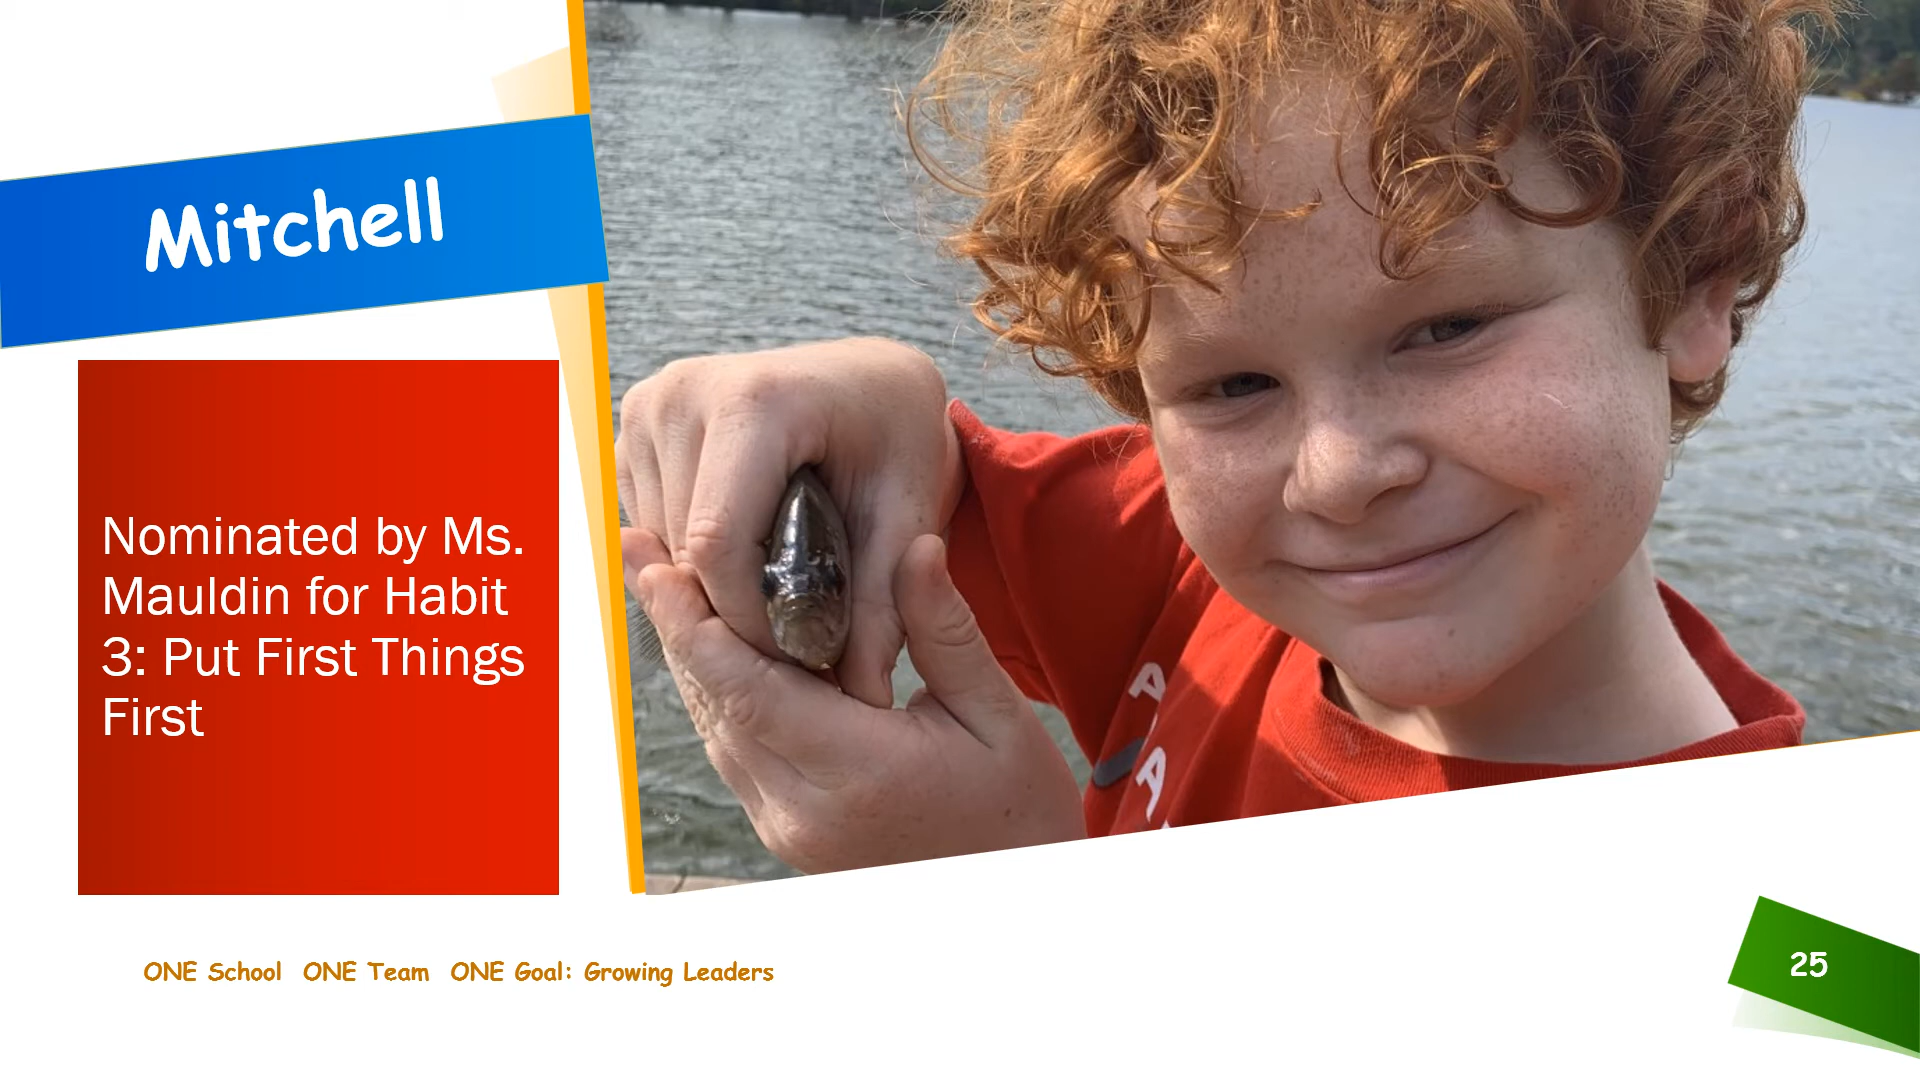 Mitchell
Nominated by Ms.
Mauldin for Habit
3: Put First Things
First
ONE School ONE Team ONE Goal: Growing Leaders
25